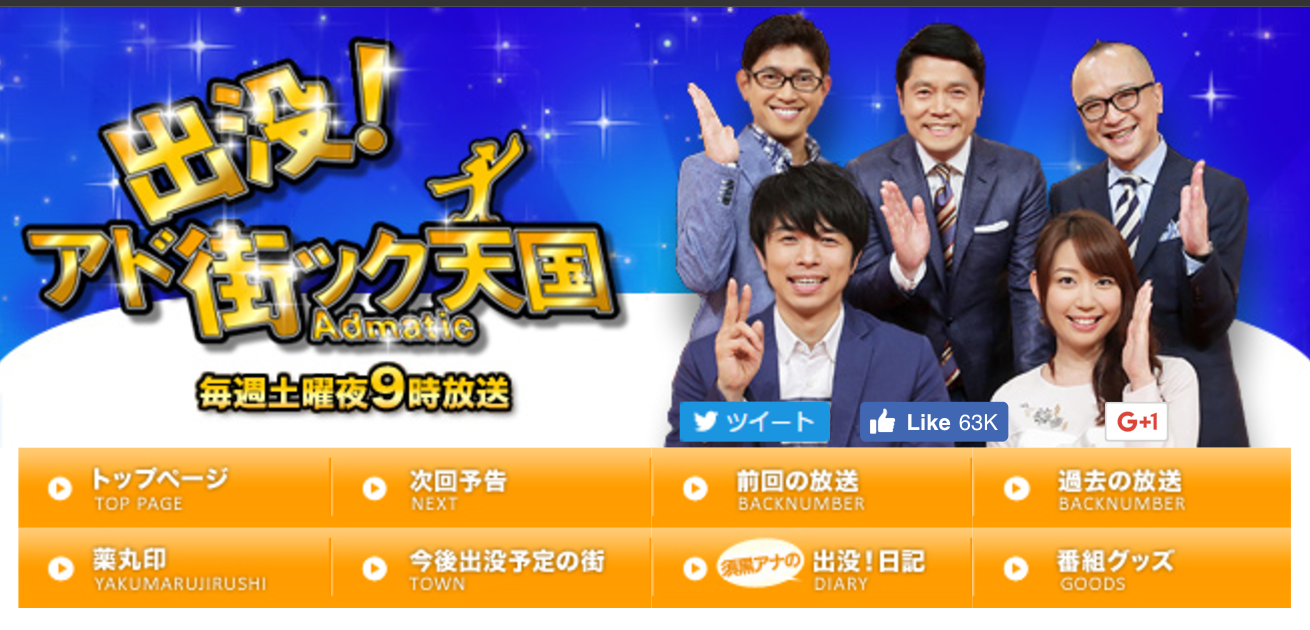 出没!
アド街ック天国
Admatic
毎週土曜夜9時放送
ツイート
Like 63K
G+1
トップページ
TOP PAGE
次回予告
NEXT
前回の放送
BACKNUMBER
過去の放送
BACKNUMBER
薬丸印
YAKUMARUJIRUSHI
今後出没予定の街
TOWN
須黒アナの 出没!日記
DIARY
番組グッズ
GOODS